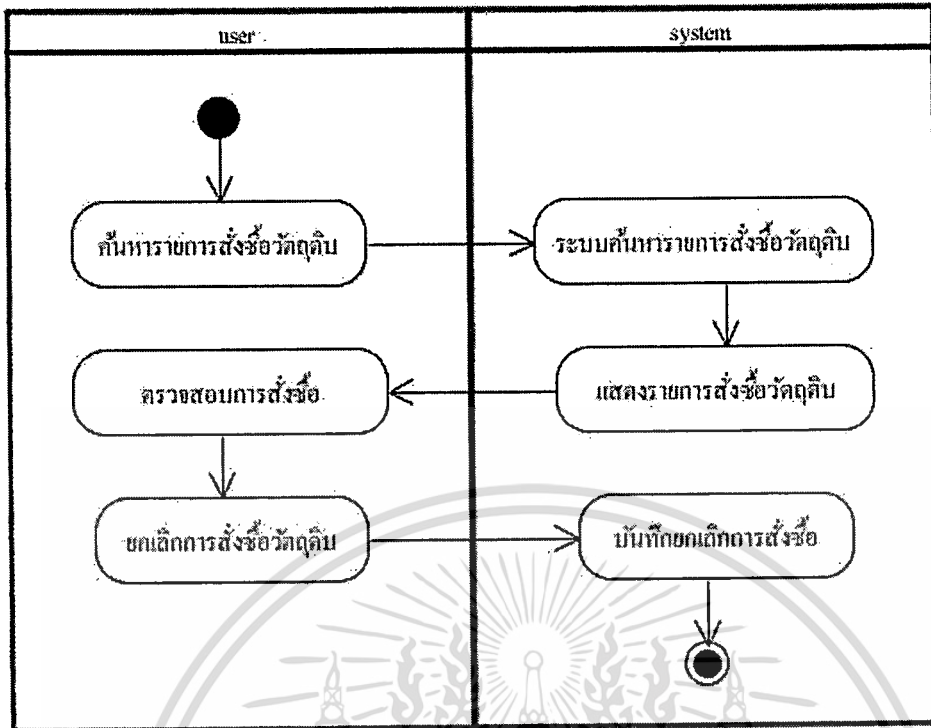 user
system
ค้นหารายการสั่งซื้อวัตถุดิบ
ระบบค้นหารายการสั่งซื้อวัตถุดิบ
แสดงรายการสั่งซื้อวัตถุดิบ
ตรวจสอบการสั่งซื้อ
ยกเลิกการสั่งซื้อวัตถุดิบ
บันทึกยกเลิกการสั่งซื้อ